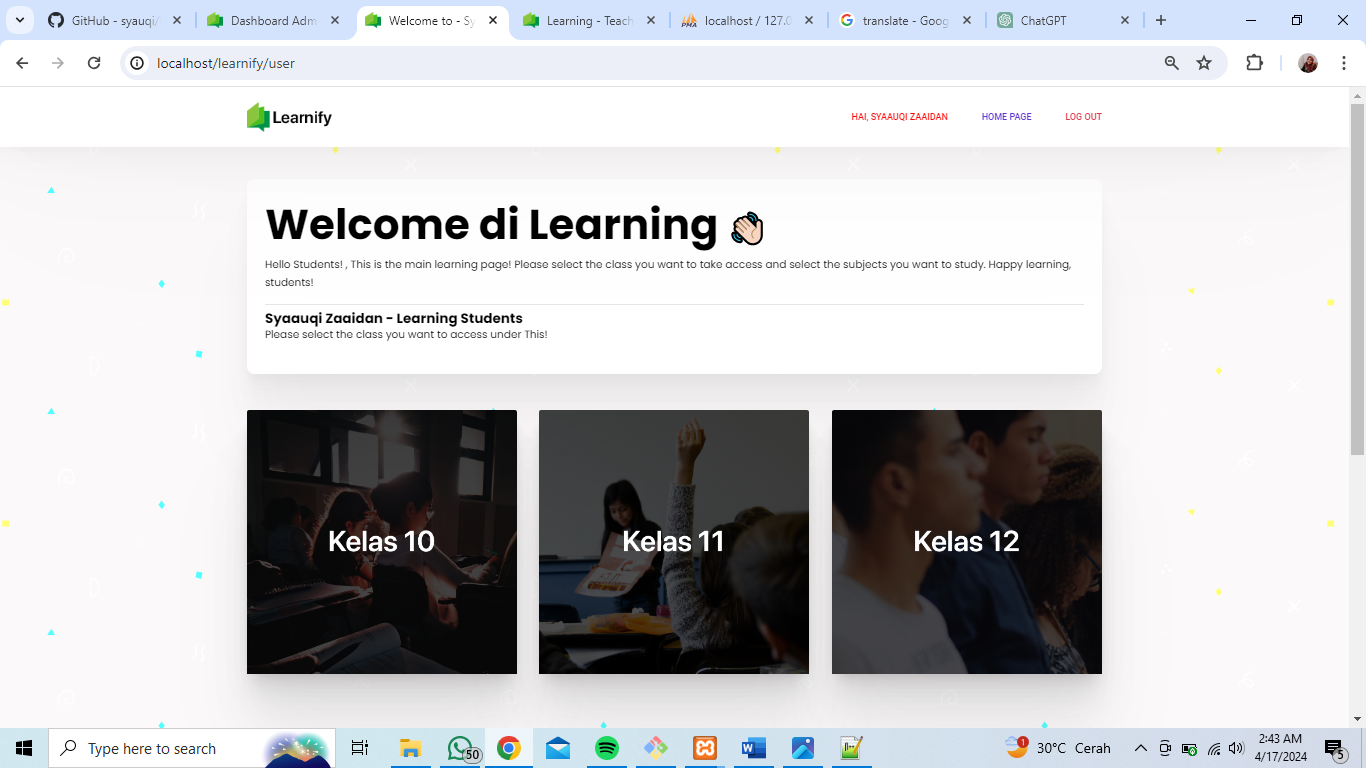 GitHub - syauqi/
Dashboard Adm
Welcome to - Sy
Learning - Teach
localhost / 127.0
translate - Goog
ChatGPT
localhost/learnify/user
Learnify
HAI, SYAAUQI ZAAIDAN
HOME PAGE
LOG OUT
Welcome di Learning
Hello Students! , This is the main learning page! Please select the class you want to take access and select the subjects you want to study. Happy learning,
students!
Syaauqi Zaaidan - Learning Students
Please select the class you want to access under This!
Kelas 10
Kelas 11
Kelas 12
Type here to search
50
1
30°C Cerah
2:43 AM
4/17/2024
5